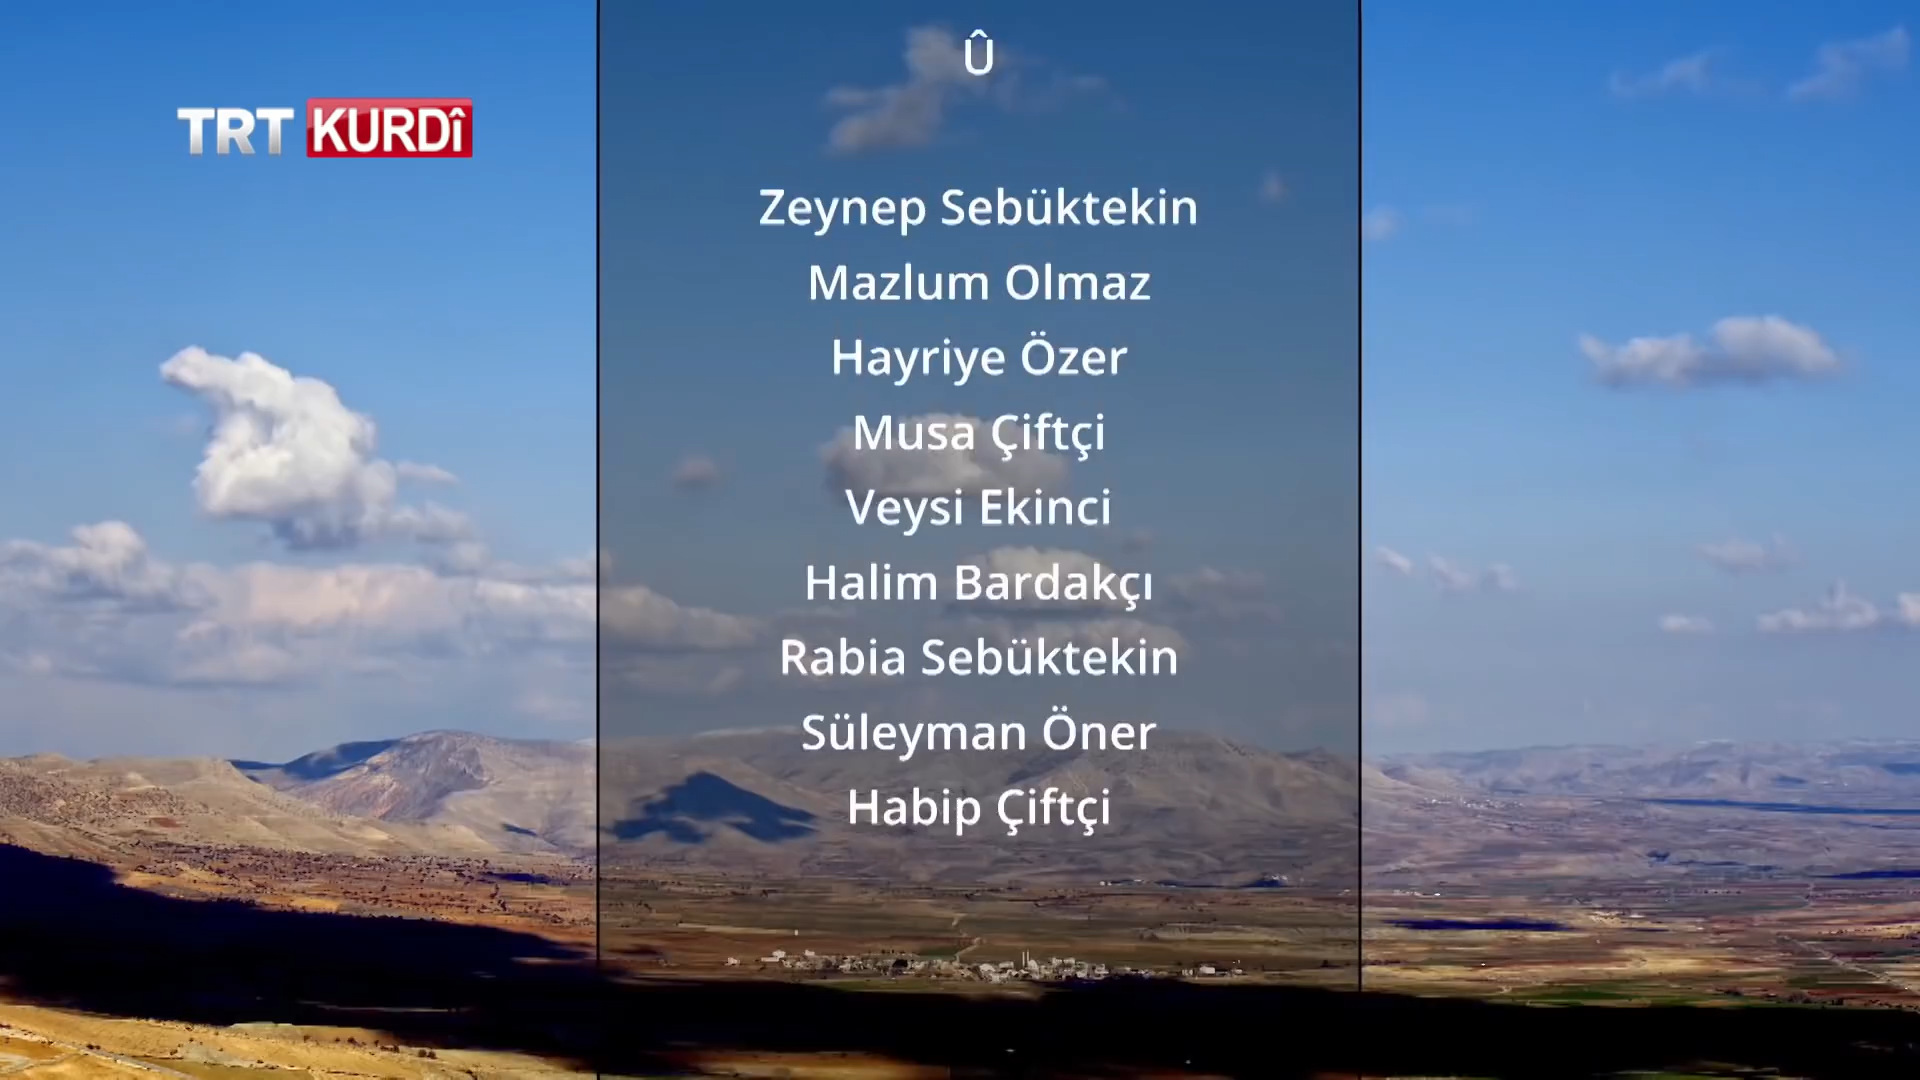 TRT KURDÎ
Û
Zeynep Sebüktekin
Mazlum Olmaz
Hayriye Özer
Musa Çiftçi
Veysi Ekinci
Halim Bardakçı
Rabia Sebüktekin
Süleyman Öner
Habip Çiftçi